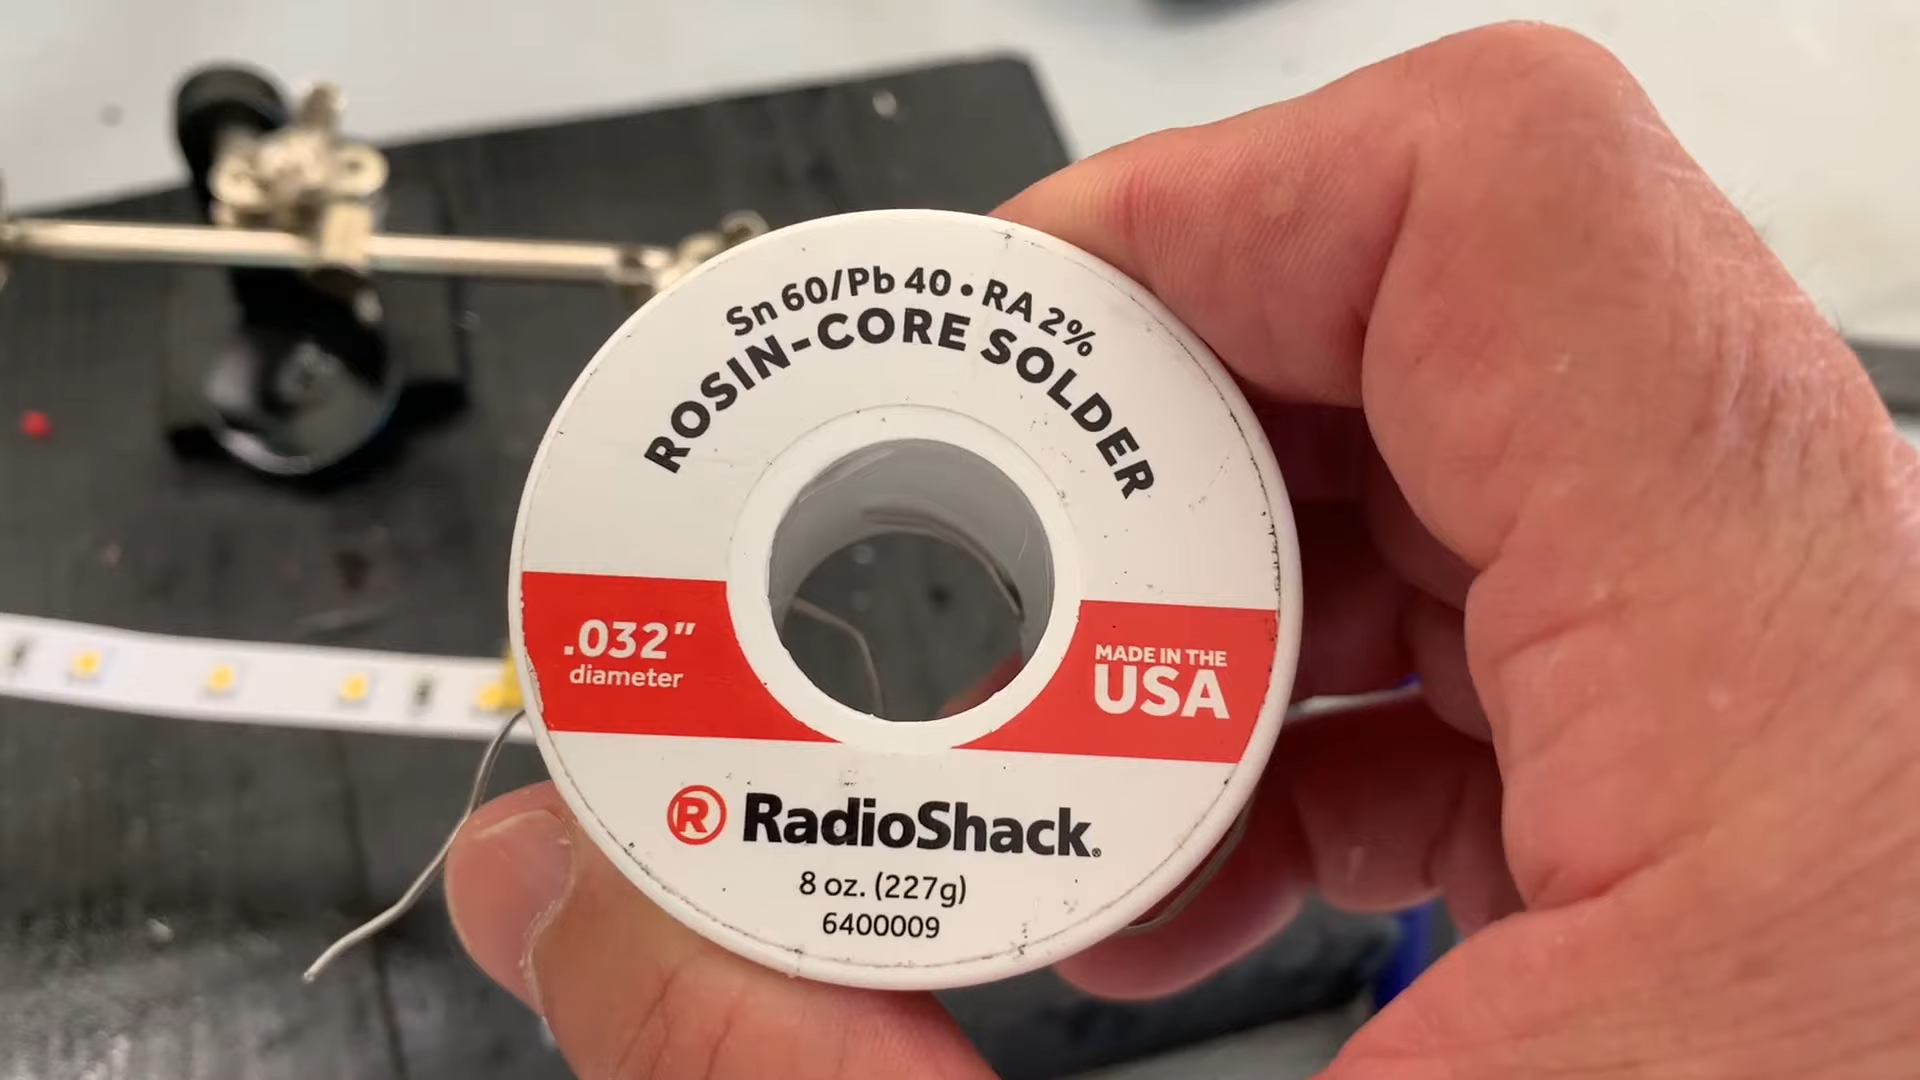 Sn 60/Pb 40 • RA 2%
ROSIN-CORE SOLDER
.032"
diameter
MADE IN THE
USA
R RadioShack®
8 oz. (227g)
6400009